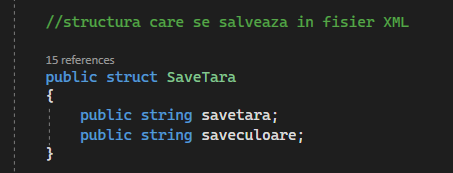 //structura care se salveaza in fisier XML
15 references
public struct SaveTara
{
public string savetara;
public string saveculoare;
}